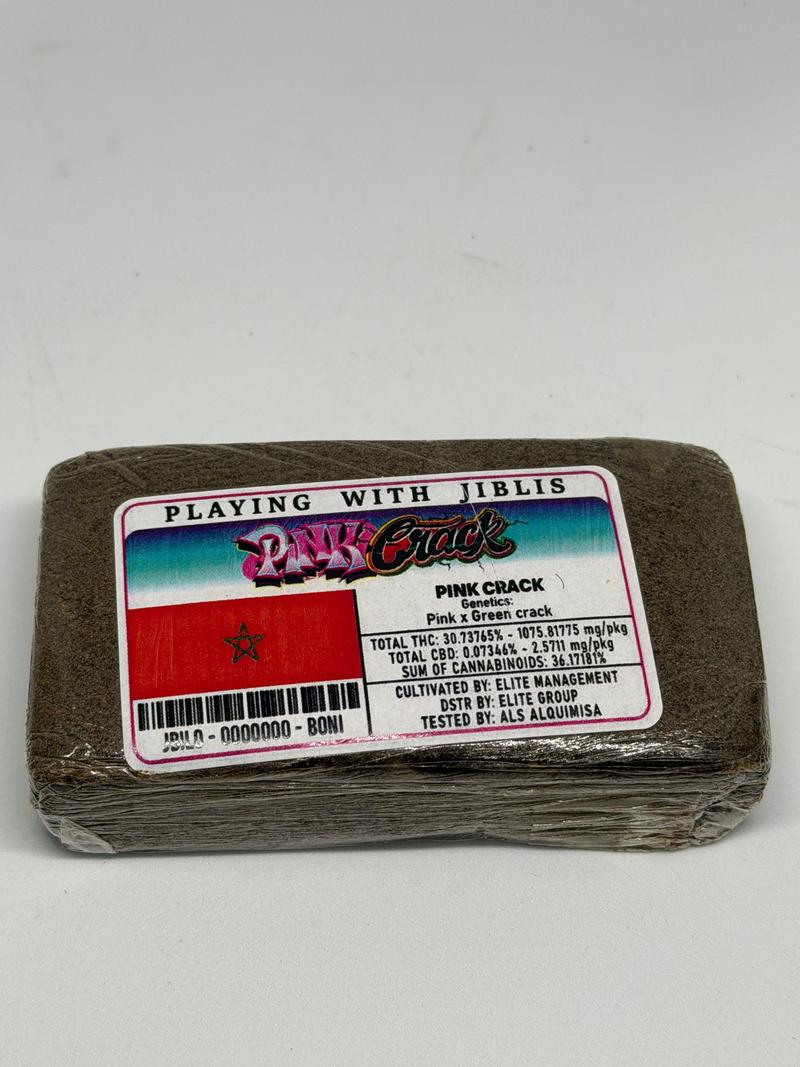 PLAYING WITH JIBLIS
PINK Crack
PINK CRACK
Genetics:
Pink x Green crack
TOTAL THC: 30.73765% - 1075.81775 mg/pkg
TOTAL CBD: 0.07346% - 2.5711 mg/pkg
SUM OF CANNABINOIDS: 36.17181%
CULTIVATED BY: ELITE MANAGEMENT
DSTR BY: ELITE GROUP
TESTED BY: ALS ALQUIMISA
JBILO - 0000000 - BONI